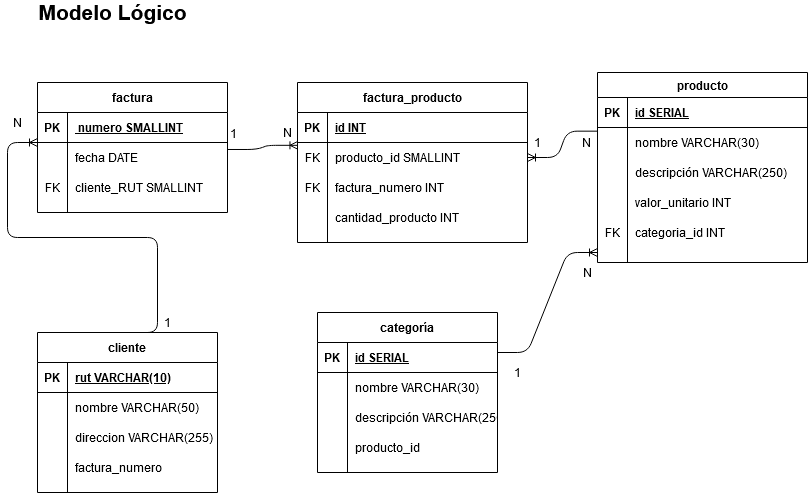 Modelo Lógico
factura
PK numero SMALLINT
fecha DATE
FK cliente_RUT SMALLINT
N
1
N
factura_producto
PK id INT
FK producto_id SMALLINT
FK factura_numero INT
cantidad_producto INT
1
N
producto
PK id SERIAL
nombre VARCHAR(30)
descripción VARCHAR(250)
valor_unitario INT
FK categoria_id INT
N
1
1
cliente
PK rut VARCHAR(10)
nombre VARCHAR(50)
direccion VARCHAR(255)
factura_numero
categoría
PK id SERIAL
nombre VARCHAR(30)
descripción VARCHAR(25
producto_id